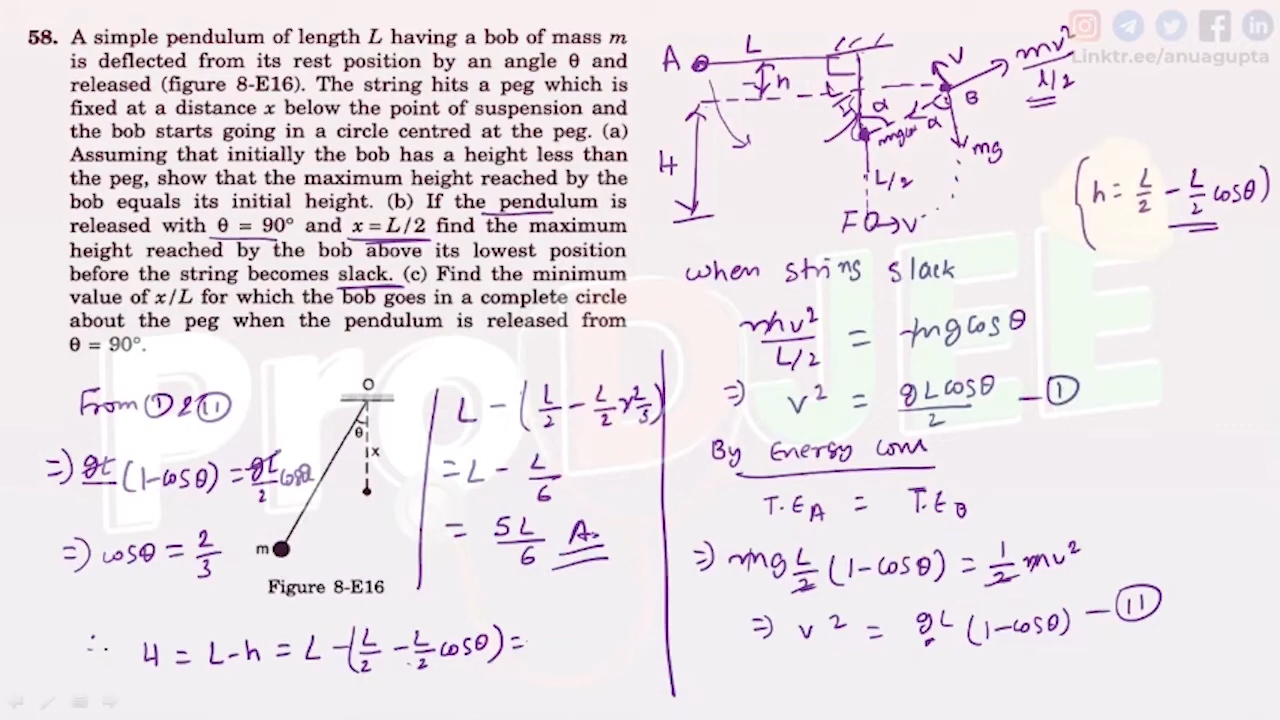 58. A simple pendulum of length L having a bob of mass m
is deflected from its rest position by an angle θ and
released (figure 8-E16). The string hits a peg which is
fixed at a distance x below the point of suspension and
the bob starts going in a circle centred at the peg. (a)
Assuming that initially the bob has a height less than
the peg, show that the maximum height reached by the
bob equals its initial height. (b) If the pendulum is
released with θ = 90° and x = L/2 find the maximum
height reached by the bob above its lowest position
before the string becomes slack. (c) Find the minimum
value of x/L for which the bob goes in a complete circle
about the peg when the pendulum is released from
θ = 90°.
Linktr.ee/anuagupta
A
L
h
H
α
α
V
B
mv²/l/2
mg
L/2
V
h = L/2 - L/2 cosθ
when string slack
mv²/L/2 = mgcosθ
⇒ v² = gLcosθ/2 - ①
By Energy cons
T.E_A = T.E_B
⇒ mg L/2 (1-cosθ) = 1/2 mv²
⇒ v² = gL (1-cosθ) - ⑪
From ① & ⑪
⇒ gL (1-cosθ) = gL/2 cosθ
⇒ cosθ = 2/3
O
θ
x
m
Figure 8-E16
L - (L/2 - L/2 × 2/3)
= L - L/6
= 5L/6 A.
∴ H = L-h = L - (L/2 - L/2 cosθ) =
ProDJEE